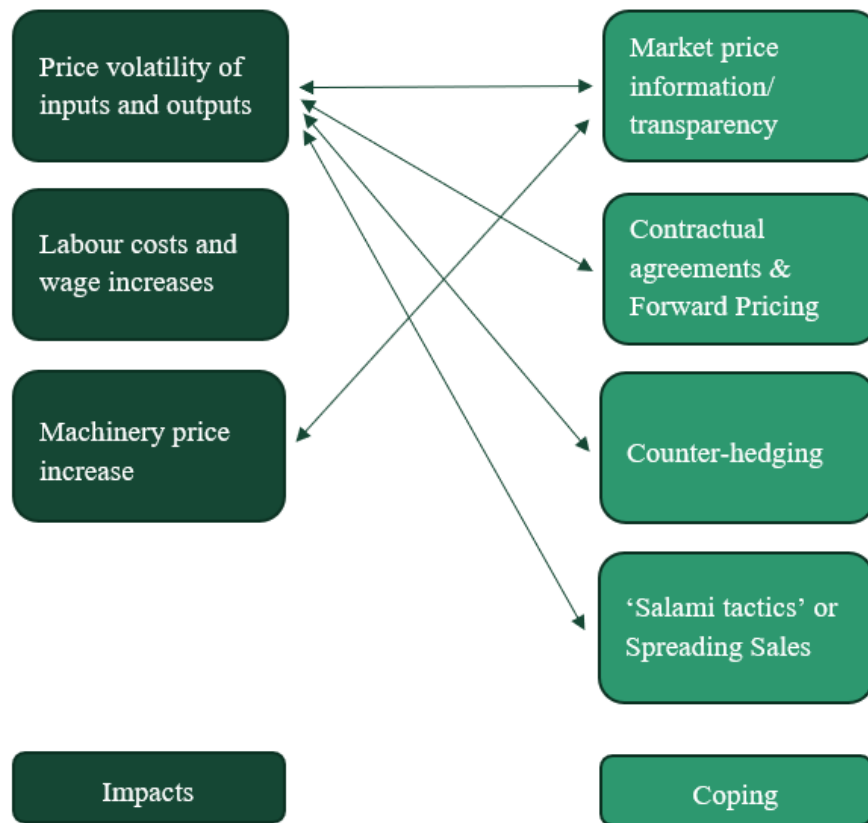 Price volatility of
inputs and outputs
Labour costs and
wage increases
Machinery price
increase
Impacts
Market price
information/
transparency
Contractual
agreements &
Forward Pricing
Counter-hedging
‘Salami tactics’ or
Spreading Sales
Coping